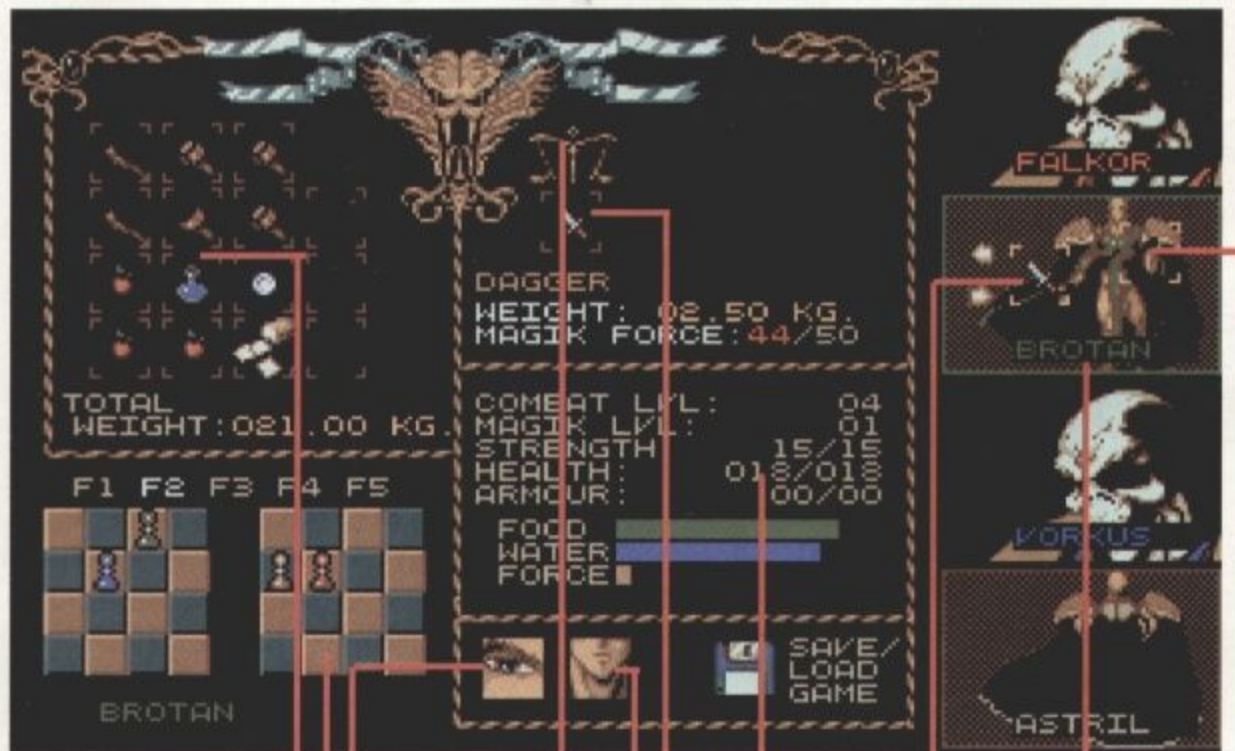 FALKOR
BROTAN
DAGGER
WEIGHT: 02.50 KG.
MAGIK FORCE:44/50
TOTAL
WEIGHT:021.00 KG.
COMBAT LVL: 04
MAGIK LVL: 01
STRENGTH 15/15
HEALTH: 018/018
ARMOUR: 00/00
FOOD
WATER
FORCE
VORKUS
F1 F2 F3 F4 F5
BROTAN
SAVE/
LOAD
GAME
ASTRIL